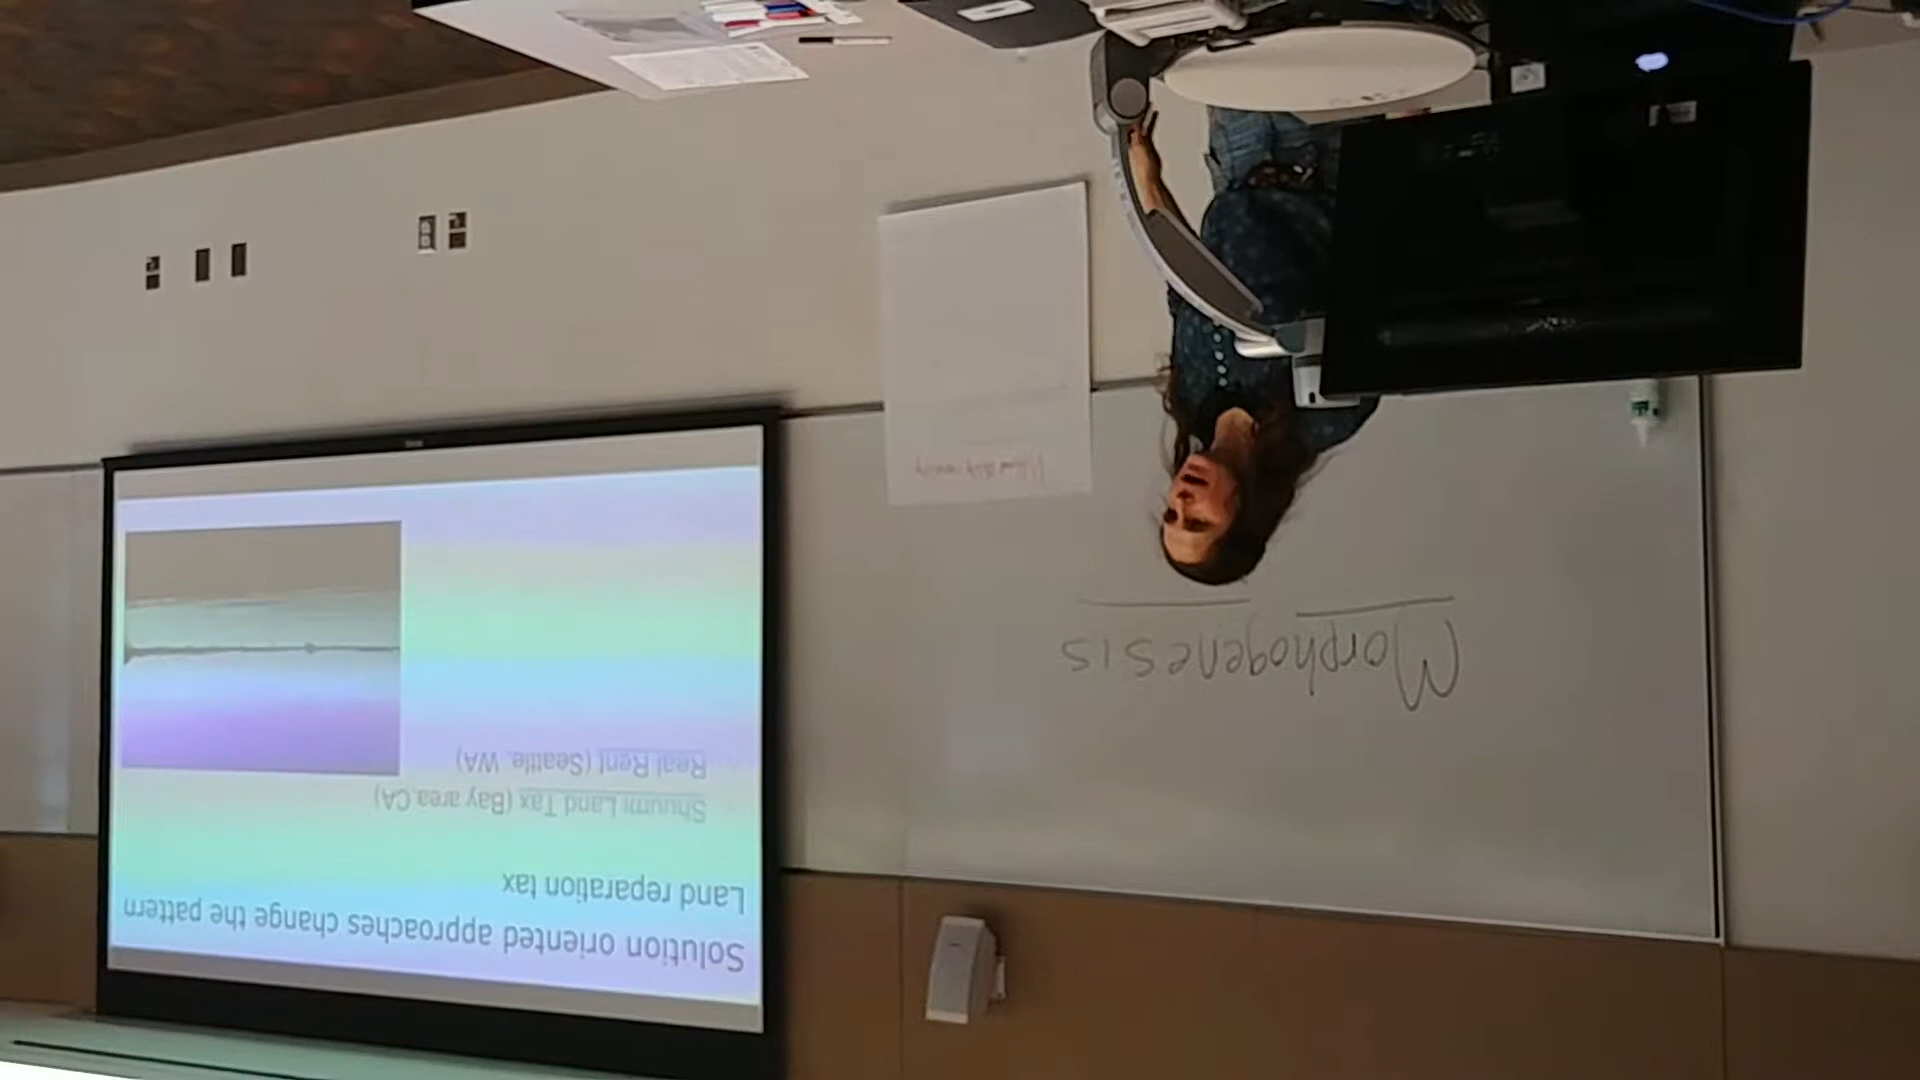 Morphogenesis
Solution oriented approaches change the pattern
Land reparation tax
Shuumi Land Tax (Bay area CA)
Real Rent (Seattle, WA)